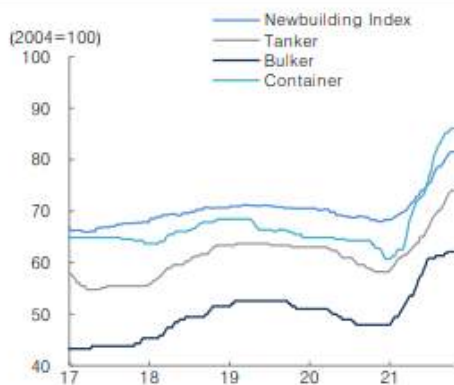 (2004=100)
Newbuilding Index
Tanker
Bulker
Container
100
90
80
70
60
50
40
17 18 19 20 21